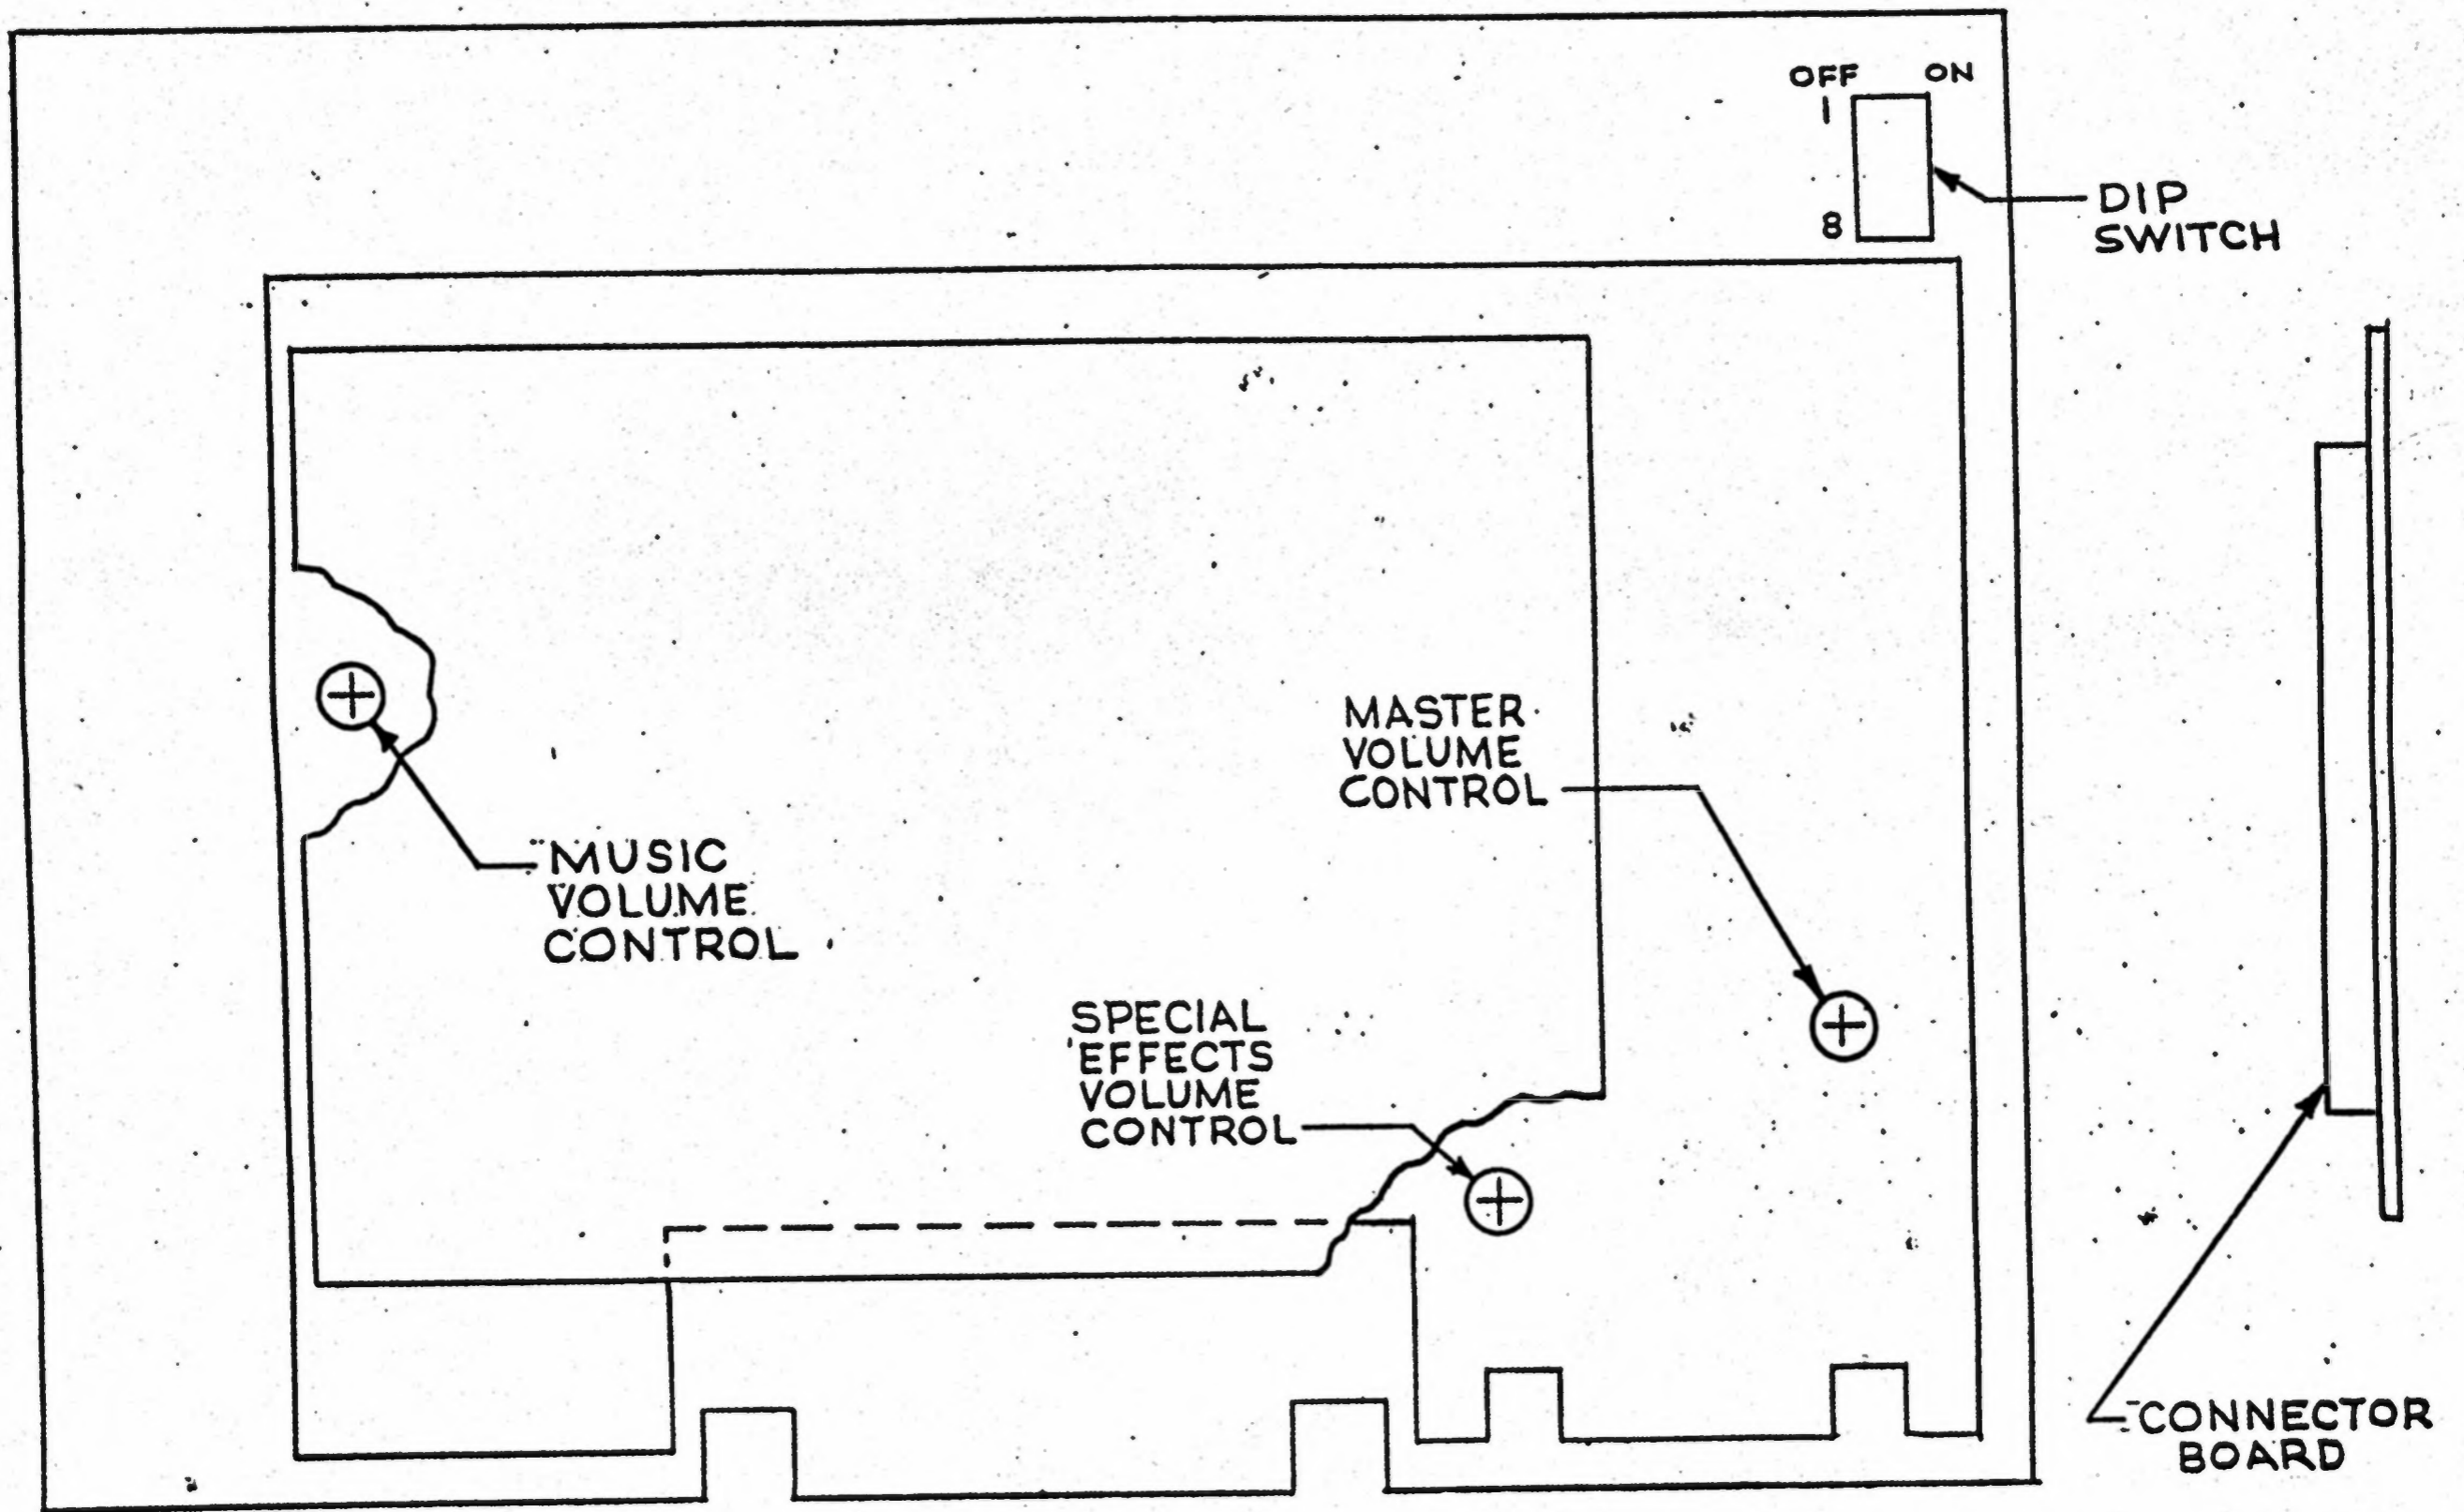 OFF ON
1
8
DIP
SWITCH
MASTER
VOLUME
CONTROL
MUSIC
VOLUME
CONTROL
SPECIAL
EFFECTS
VOLUME
CONTROL
CONNECTOR
BOARD